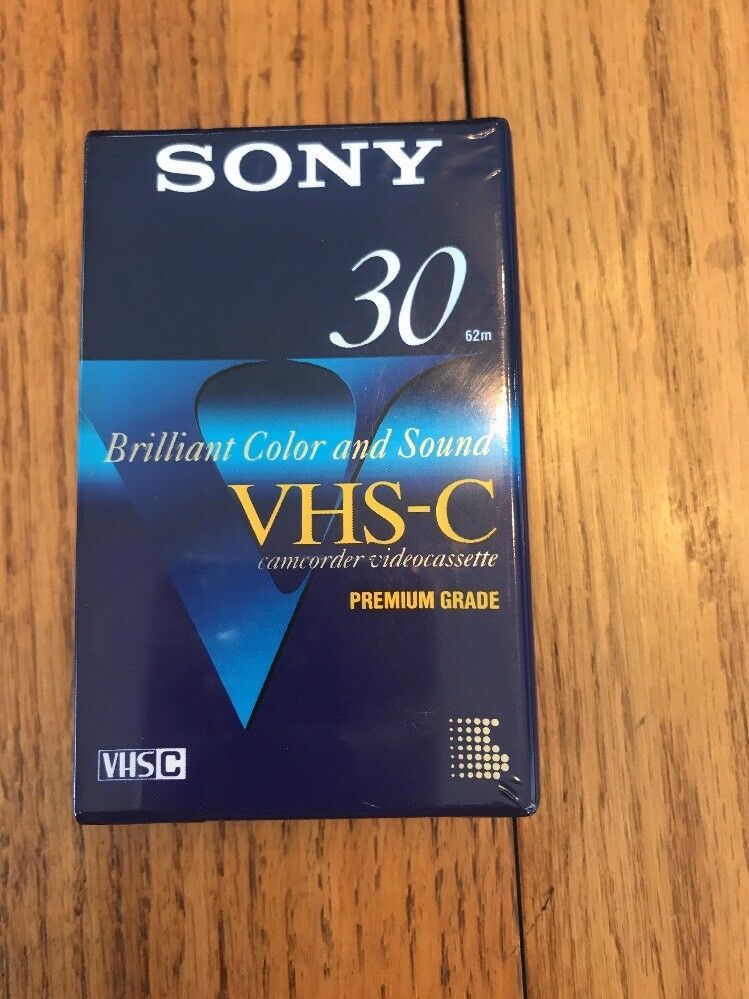 SONY
30
62m
Brilliant Color and Sound
VHS-C
camcorder videocassette
PREMIUM GRADE
VHS C